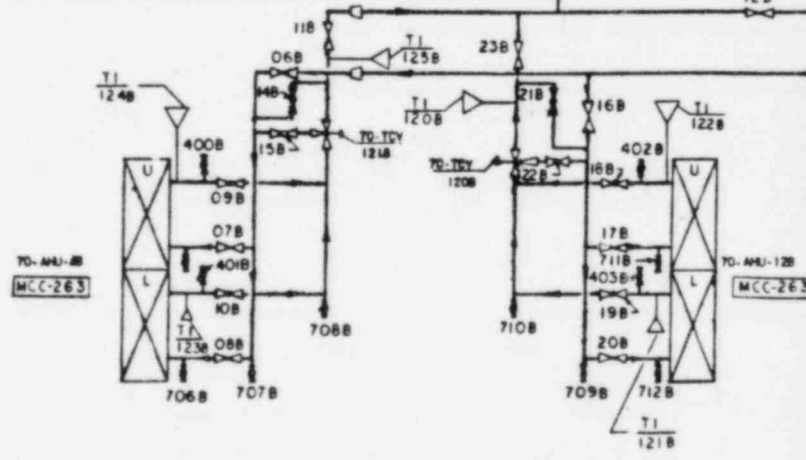 11B
23B
TI
125B
06B
TI
124B
14B
TI
120B
21B
16B
TI
122B
400B
15B
70-TCY
121B
70-TCY
120B
22B
18B
402B
U
09B
U
07B
17B
70-AHU-8B
MCC-263
401B
711B
403B
70-AHU-12B
MCC-263
L
10B
708B
710B
19B
L
TI
123B
08B
20B
706B
707B
709B
712B
TI
121B